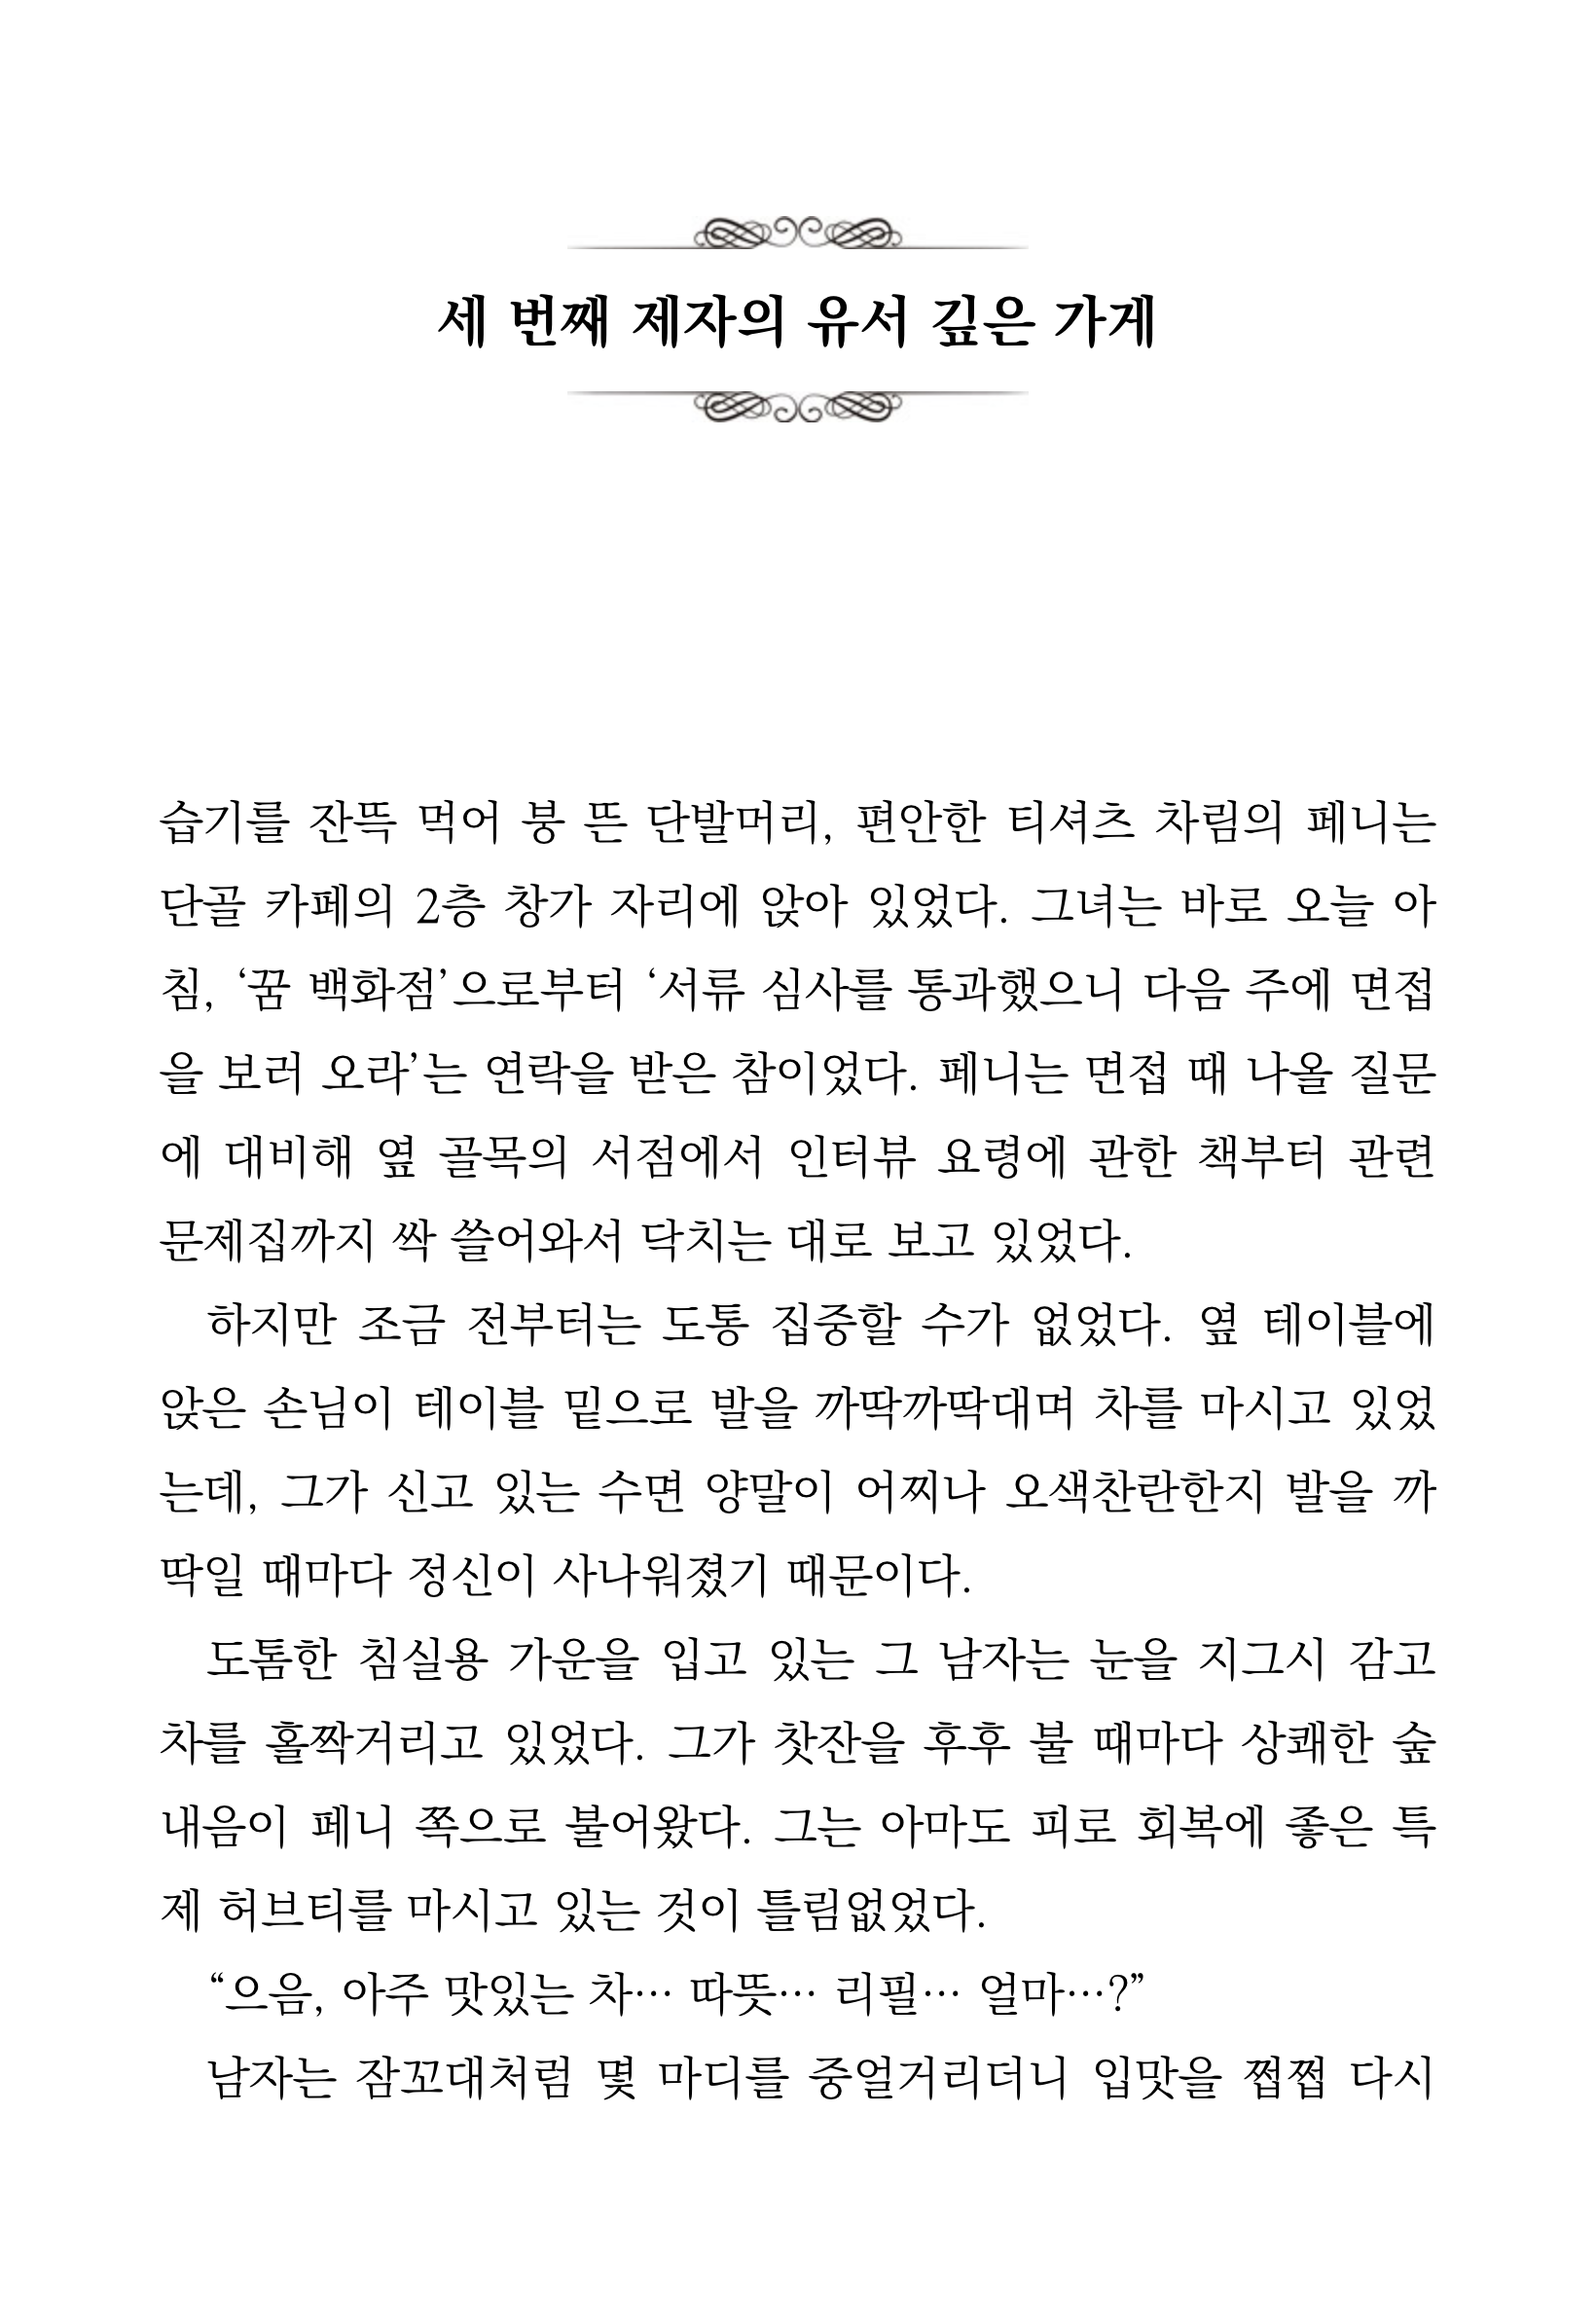 세 번째 제자의 유서 깊은 가게
습기를 잔뜩 먹어 붕 뜬 단발머리, 편안한 티셔츠 차림의 페니는
단골 카페의 2층 창가 자리에 앉아 있었다. 그녀는 바로 오늘 아
침, ‘꿈 백화점’으로부터 ‘서류 심사를 통과했으니 다음 주에 면접
을 보러 오라’는 연락을 받은 참이었다. 페니는 면접 때 나올 질문
에 대비해 옆 골목의 서점에서 인터뷰 요령에 관한 책부터 관련
문제집까지 싹 쓸어와서 닥치는 대로 보고 있었다.
하지만 조금 전부터는 도통 집중할 수가 없었다. 옆 테이블에
앉은 손님이 테이블 밑으로 발을 까딱까딱대며 차를 마시고 있었
는데, 그가 신고 있는 수면 양말이 어찌나 오색찬란한지 발을 까
딱일 때마다 정신이 사나워졌기 때문이다.
도톰한 침실용 가운을 입고 있는 그 남자는 눈을 지그시 감고
차를 홀짝거리고 있었다. 그가 찻잔을 후후 불 때마다 상쾌한 숲
내음이 페니 쪽으로 불어왔다. 그는 아마도 피로 회복에 좋은 특
제 허브티를 마시고 있는 것이 틀림없었다.
“으음, 아주 맛있는 차… 따뜻… 리필… 얼마…?”
남자는 잠꼬대처럼 몇 마디를 중얼거리더니 입맛을 쩝쩝 다시